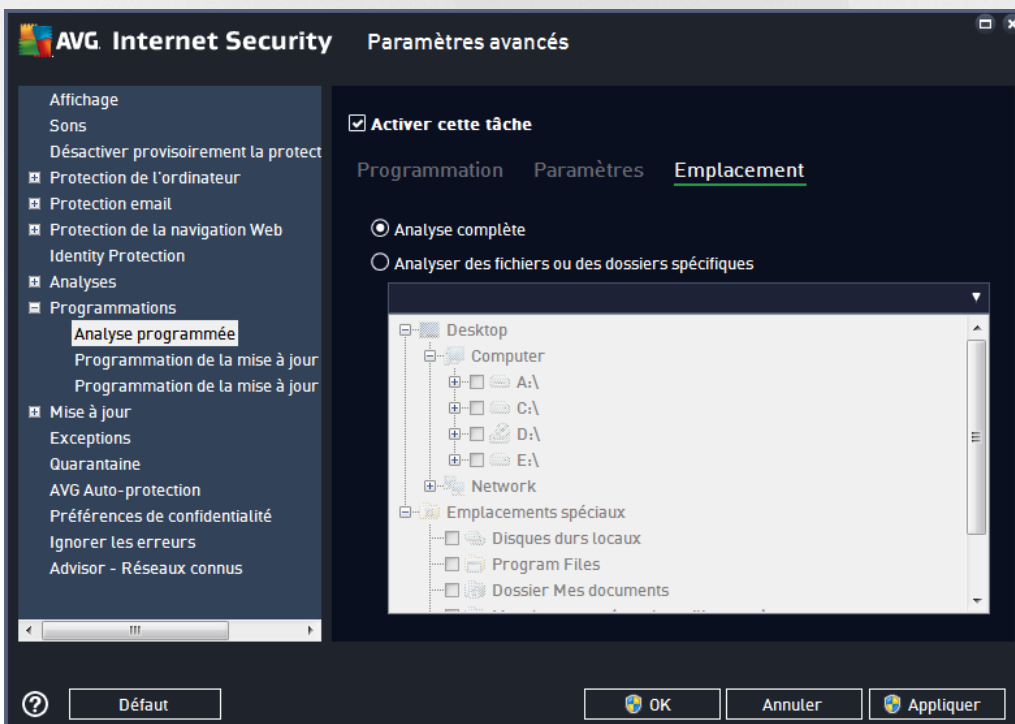 AVG. Internet Security Paramètres avancés
Affichage
Sons
Désactiver provisoirement la protect
Protection de l'ordinateur
Protection email
Protection de la navigation Web
Identity Protection
Analyses
Programmations
Analyse programmée
Programmation de la mise à jour
Programmation de la mise à jour
Mise à jour
Exceptions
Quarantaine
AVG Auto-protection
Préférences de confidentialité
Ignorer les erreurs
Advisor - Réseaux connus
Activer cette tâche
Programmation Paramètres Emplacement
Analyse complète
Analyser des fichiers ou des dossiers spécifiques
Desktop
Computer
A:\
C:\
D:\
E:\
Network
Emplacements spéciaux
Disques durs locaux
Program Files
Dossier Mes documents
Défaut OK Annuler Appliquer